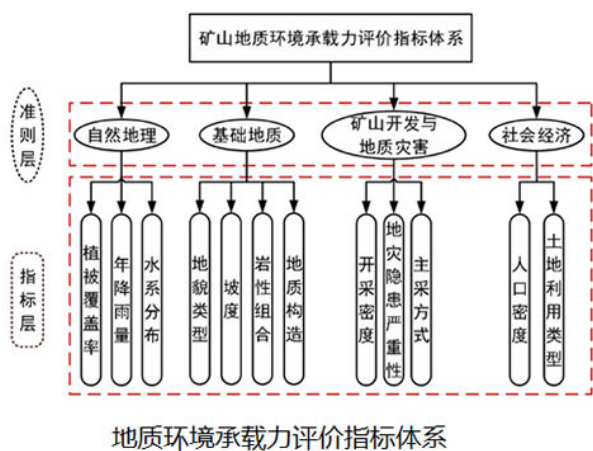 矿山地质环境承载力评价指标体系
准则层
自然地理
基础地质
矿山开发与
地质灾害
社会经济
指标层
植被覆盖率
年降雨量
水系分布
地貌类型
坡度
岩性组合
地质构造
开采密度
地灾隐患严重性
主采方式
人口密度
土地利用类型
地质环境承载力评价指标体系